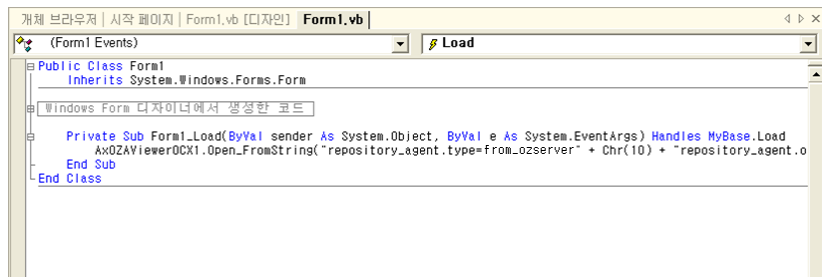 개체 브라우저 | 시작 페이지 | Form1.vb [디자인] Form1.vb
(Form1 Events) Load
Public Class Form1
Inherits System.Windows.Forms.Form
Windows Form 디자이너에서 생성한 코드
Private Sub Form1_Load(ByVal sender As System.Object, ByVal e As System.EventArgs) Handles MyBase.Load
AxOZAViewerOCX1.Open_FromString("repository_agent.type=from_ozserver" + Chr(10) + "repository_agent.o
End Sub
End Class